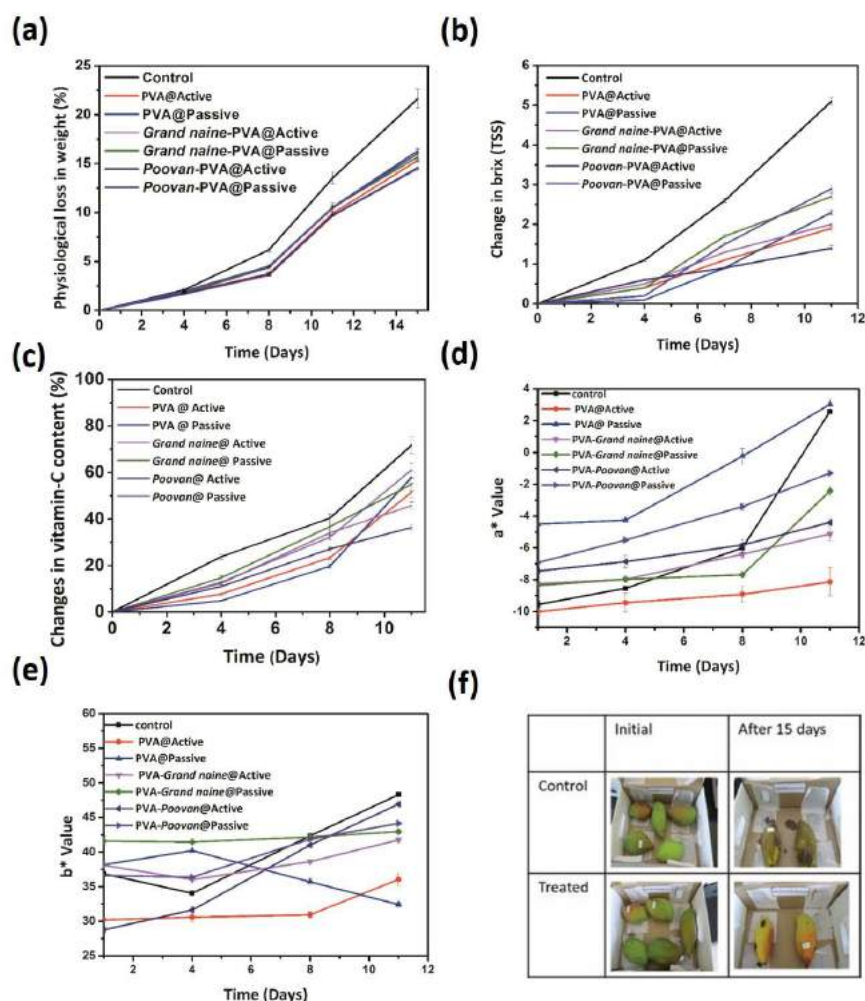 (a)
Control
PVA@Active
PVA@Passive
Grand naine-PVA@Active
Grand naine-PVA@Passive
Poovan-PVA@Active
Poovan-PVA@Passive
Physiological loss in weight (%)
25
20
15
10
5
0
0 2 4 6 8 10 12 14
Time (Days)
(b)
Control
PVA@Active
PVA@Passive
Grand naine-PVA@Active
Grand naine-PVA@Passive
Poovan-PVA@Active
Poovan-PVA@Passive
Change in brix (TSS)
6
5
4
3
2
1
0
0 2 4 6 8 10 12
Time (Days)
(c)
Control
PVA @ Active
PVA @ Passive
Grand naine@ Active
Grand naine@ Passive
Poovan@ Active
Poovan@ Passive
Changes in vitamin-C content (%)
100
80
60
40
20
0
0 2 4 6 8 10
Time (Days)
(d)
control
PVA@Active
PVA@ Passive
PVA-Grand naine@Active
PVA-Grand naine@Passive
PVA-Poovan@Active
PVA-Poovan@Passive
a* Value
4
2
0
-2
-4
-6
-8
-10
2 4 6 8 10 12
Time (Days)
(e)
control
PVA@Active
PVA@Passive
PVA-Grand naine@Active
PVA-Grand naine@Passive
PVA-Poovan@Active
PVA-Poovan@Passive
b* Value
60
55
50
45
40
35
30
25
2 4 6 8 10 12
Time (Days)
(f)
Initial After 15 days
Control
Treated